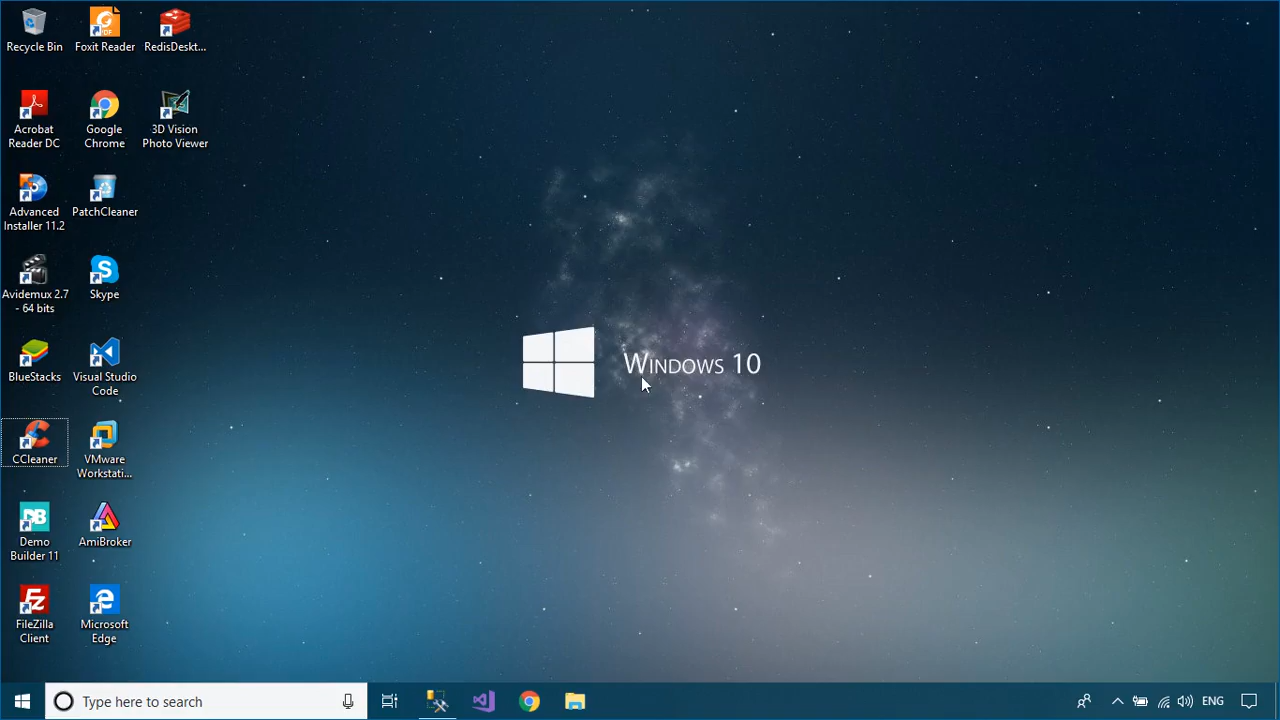 Recycle Bin
Foxit Reader
RedisDeskt...
Acrobat
Reader DC
Google
Chrome
3D Vision
Photo Viewer
Advanced
Installer 11.2
PatchCleaner
Avidemux 2.7
- 64 bits
Skype
BlueStacks
Visual Studio
Code
WINDOWS 10
CCleaner
VMware
Workstati...
Demo
Builder 11
AmiBroker
FileZilla
Client
Microsoft
Edge
Type here to search
ENG